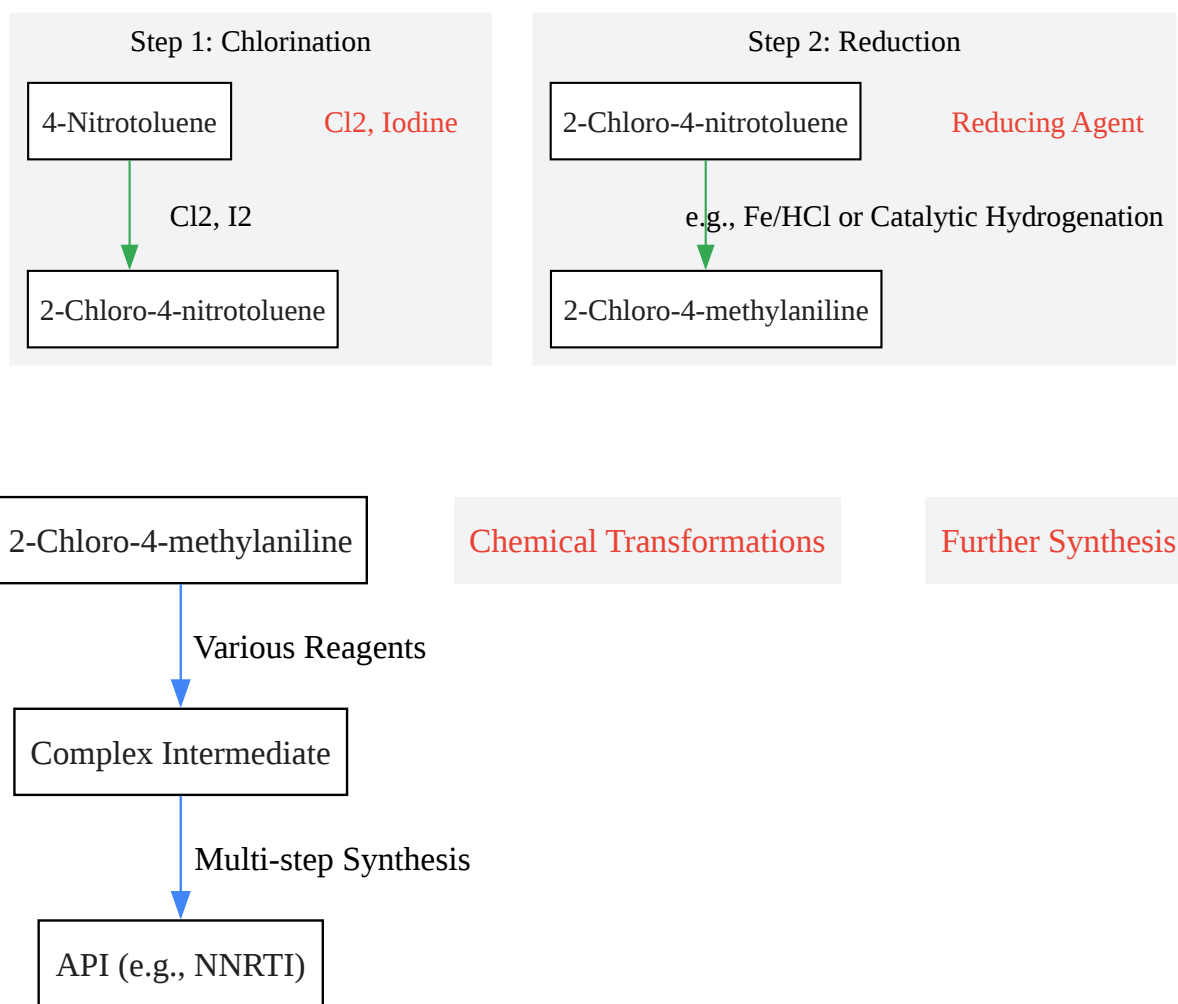 Step 1: Chlorination
4-Nitrotoluene
Cl2, Iodine
Cl2, I2
2-Chloro-4-nitrotoluene
Step 2: Reduction
2-Chloro-4-nitrotoluene
Reducing Agent
e.g., Fe/HCl or Catalytic Hydrogenation
2-Chloro-4-methylaniline
2-Chloro-4-methylaniline
Chemical Transformations
Further Synthesis
Various Reagents
Complex Intermediate
Multi-step Synthesis
API (e.g., NNRTI)